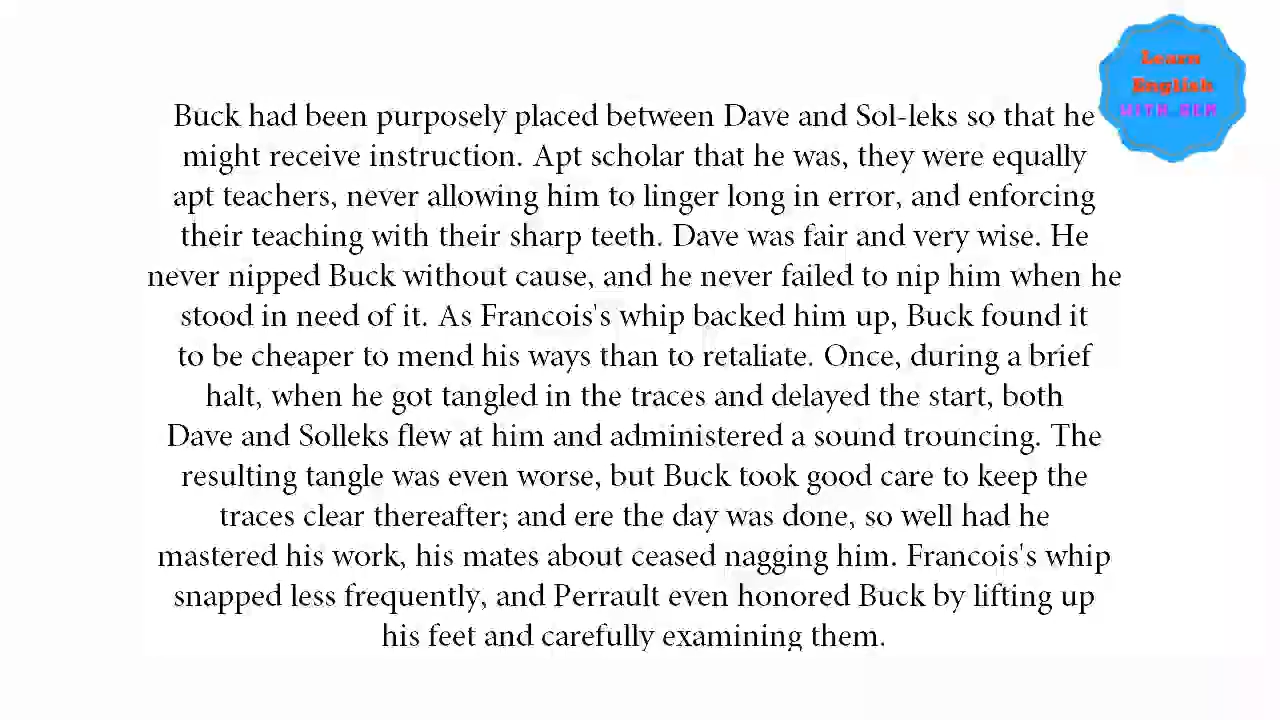 Learn
English
Buck had been purposely placed between Dave and Sol-leks so that he
might receive instruction. Apt scholar that he was, they were equally
apt teachers, never allowing him to linger long in error, and enforcing
their teaching with their sharp teeth. Dave was fair and very wise. He
never nipped Buck without cause, and he never failed to nip him when he
stood in need of it. As Francois's whip backed him up, Buck found it
to be cheaper to mend his ways than to retaliate. Once, during a brief
halt, when he got tangled in the traces and delayed the start, both
Dave and Solleks flew at him and administered a sound trouncing. The
resulting tangle was even worse, but Buck took good care to keep the
traces clear thereafter; and ere the day was done, so well had he
mastered his work, his mates about ceased nagging him. Francois's whip
snapped less frequently, and Perrault even honored Buck by lifting up
his feet and carefully examining them.